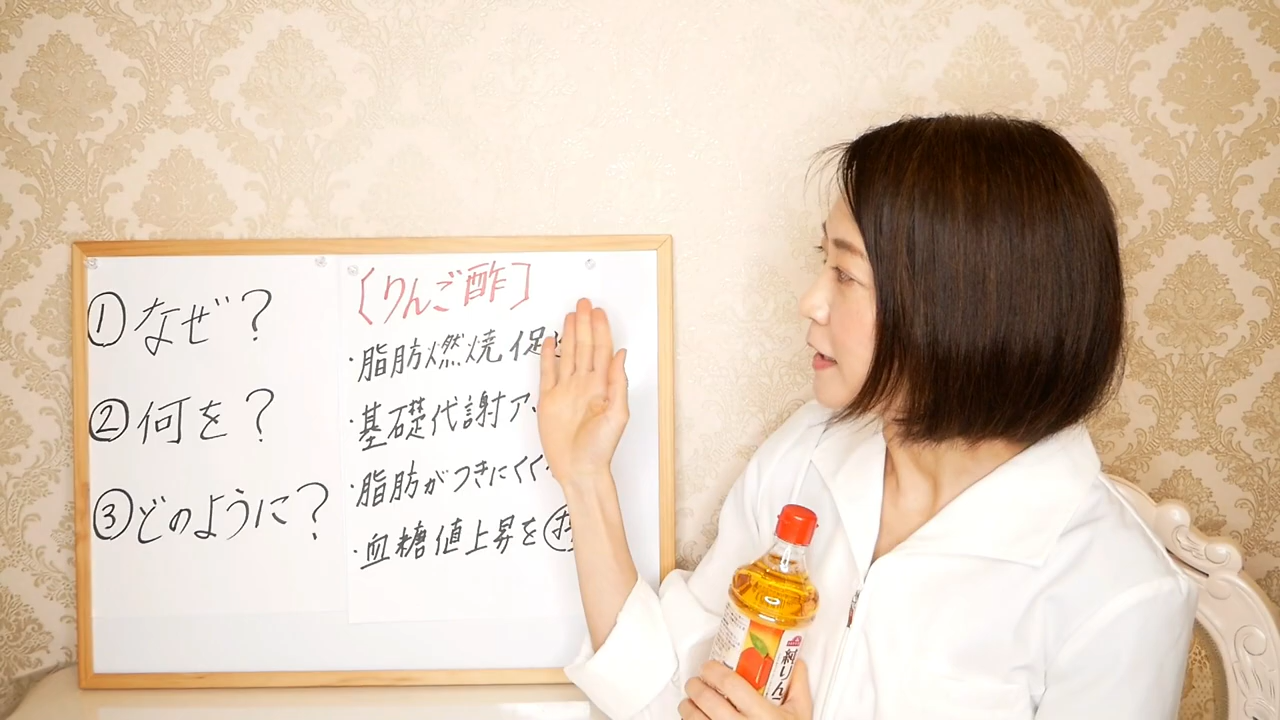 ①なぜ？
②何を？
③どのように？
［りんご酢］
・脂肪燃焼促
・基礎代謝ア
・脂肪がつきにくく
・血糖値上昇を
純りん